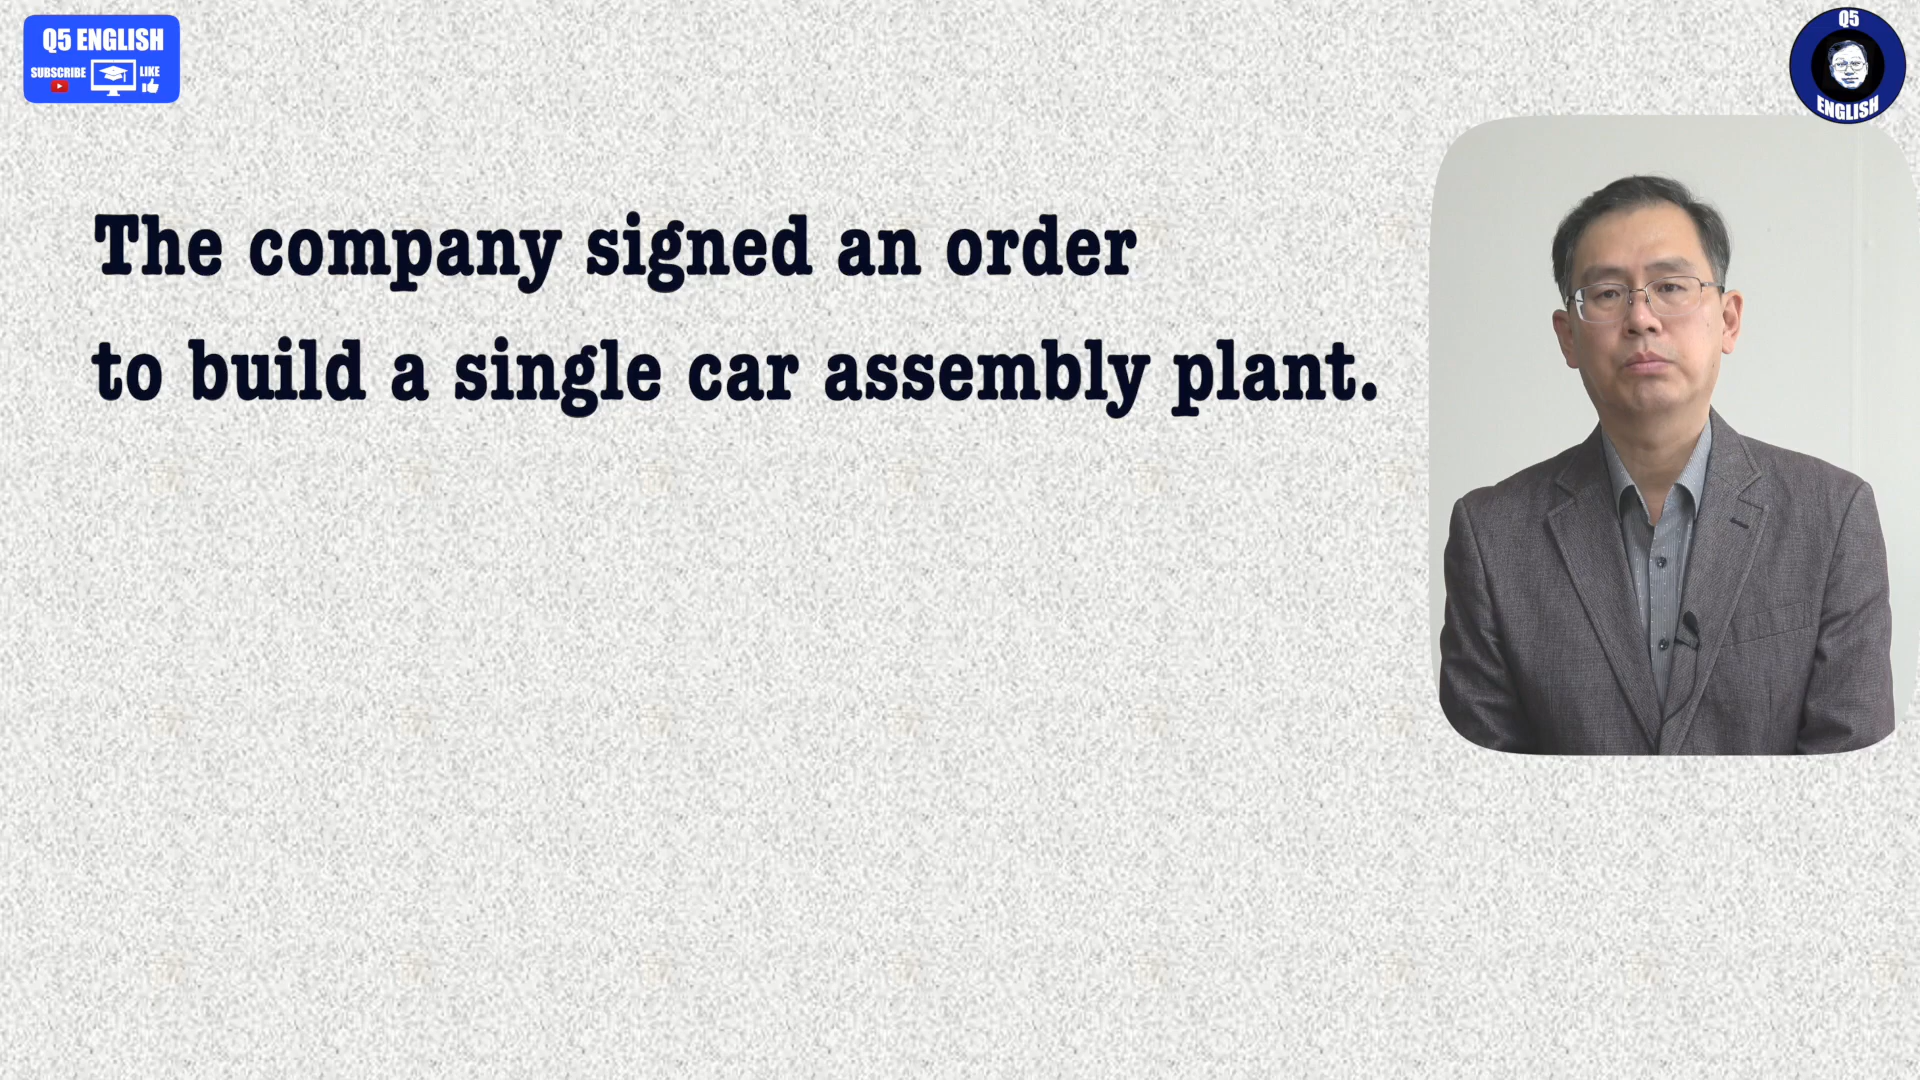 Q5 ENGLISH
SUBSCRIBE LIKE
Q5
ENGLISH
The company signed an order
to build a single car assembly plant.